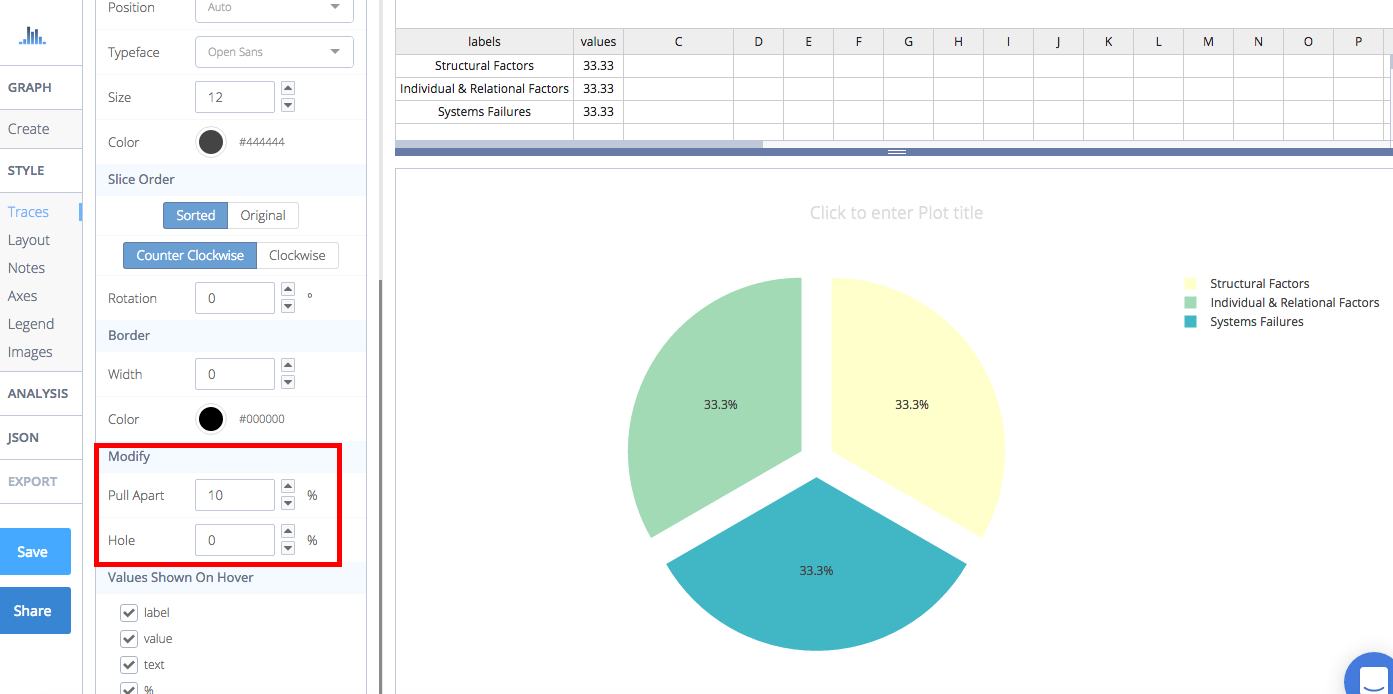 GRAPH
Create
STYLE
Traces
Layout
Notes
Axes
Legend
Images
ANALYSIS
JSON
EXPORT
Save
Share
Position Auto
Typeface Open Sans
Size 12
Color #444444
Slice Order
Sorted Original
Counter Clockwise Clockwise
Rotation 0 °
Border
Width 0
Color #000000
Modify
Pull Apart 10 %
Hole 0 %
Values Shown On Hover
label
value
text
%
labels values C D E F G H I J K L M N O P
Structural Factors 33.33
Individual & Relational Factors 33.33
Systems Failures 33.33
Click to enter Plot title
33.3% 33.3%
33.3%
Structural Factors
Individual & Relational Factors
Systems Failures